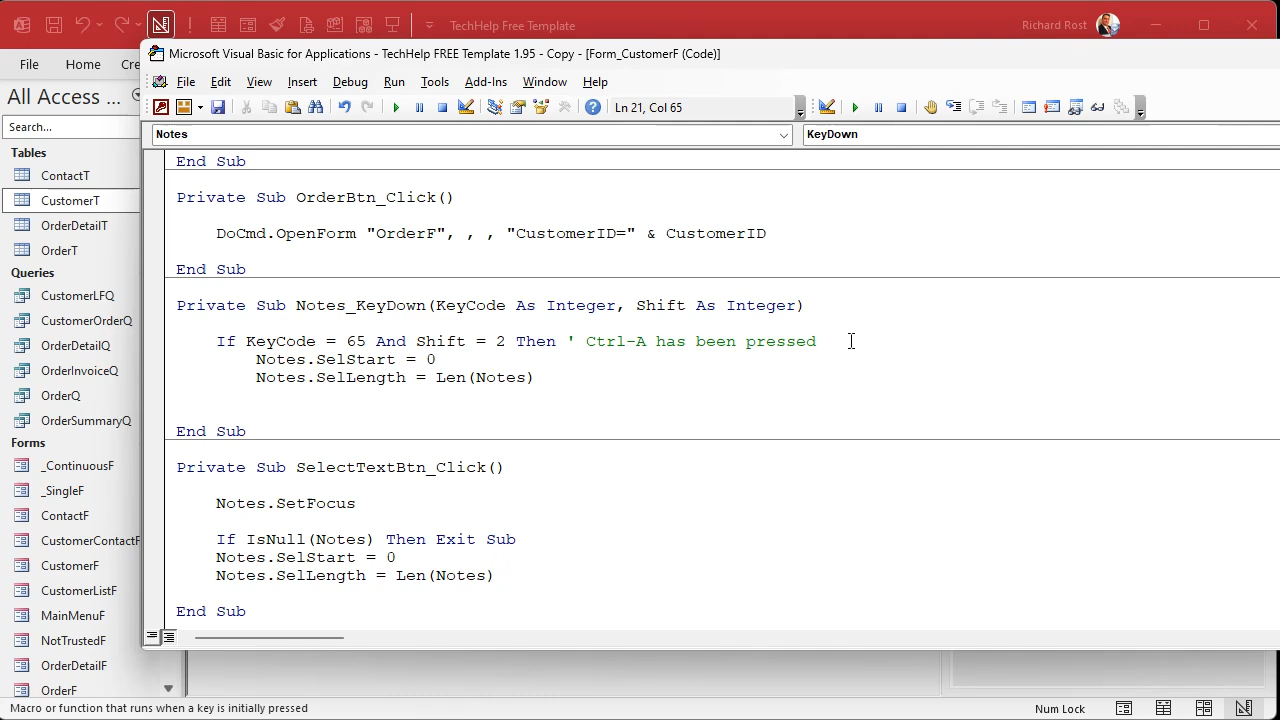 TechHelp Free Template
Richard Rost
File
Home
Cre
Microsoft Visual Basic for Applications - TechHelp FREE Template 1.95 - Copy - [Form_CustomerF (Code)]
File Edit View Insert Debug Run Tools Add-Ins Window Help
Ln 21, Col 65
Notes
KeyDown
All Access ...
Search...
Tables
ContactT
CustomerT
OrderDetailT
OrderT
Queries
CustomerLFQ
CustomerOrderQ
OrderDetailQ
OrderInvoiceQ
OrderQ
OrderSummaryQ
Forms
_ContinuousF
_SingleF
ContactF
CustomerContactF
CustomerF
CustomerListF
MainMenuF
NotTrustedF
OrderDetailF
OrderF
End Sub
Private Sub OrderBtn_Click()
DoCmd.OpenForm "OrderF", , , "CustomerID=" & CustomerID
End Sub
Private Sub Notes_KeyDown(KeyCode As Integer, Shift As Integer)
If KeyCode = 65 And Shift = 2 Then ' Ctrl-A has been pressed
Notes.SelStart = 0
Notes.SelLength = Len(Notes)
End Sub
Private Sub SelectTextBtn_Click()
Notes.SetFocus
If IsNull(Notes) Then Exit Sub
Notes.SelStart = 0
Notes.SelLength = Len(Notes)
End Sub
Macro or function that runs when a key is initially pressed
Num Lock